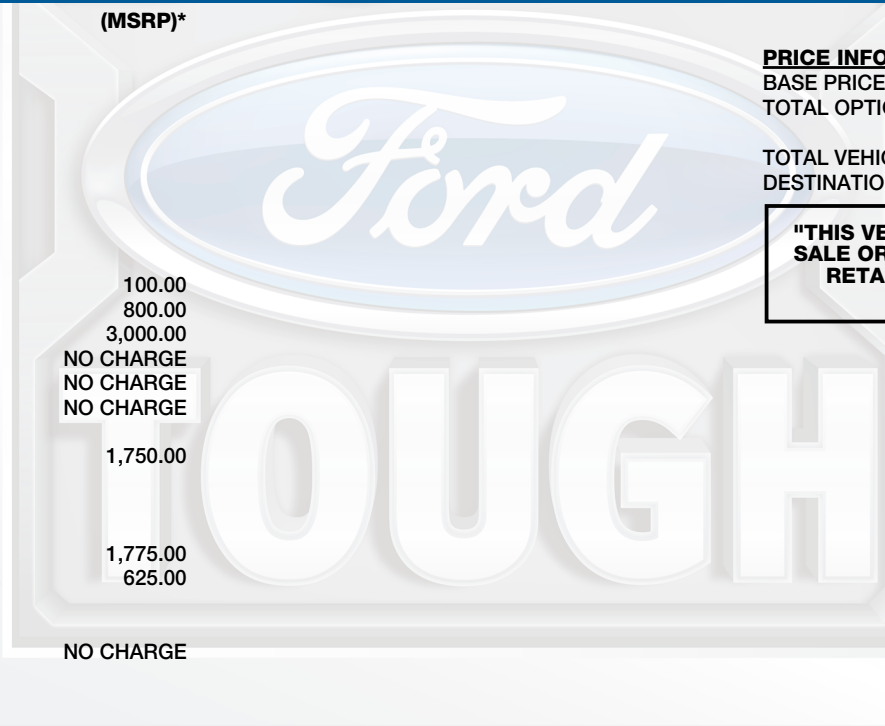 (MSRP)*
100.00
800.00
3,000.00
NO CHARGE
NO CHARGE
NO CHARGE
1,750.00
1,775.00
625.00
NO CHARGE
Ford
TOUGH
PRICE INFO
BASE PRICE
TOTAL OPTIO
TOTAL VEHIC
DESTINATIO
"THIS VE
SALE OR
RETA